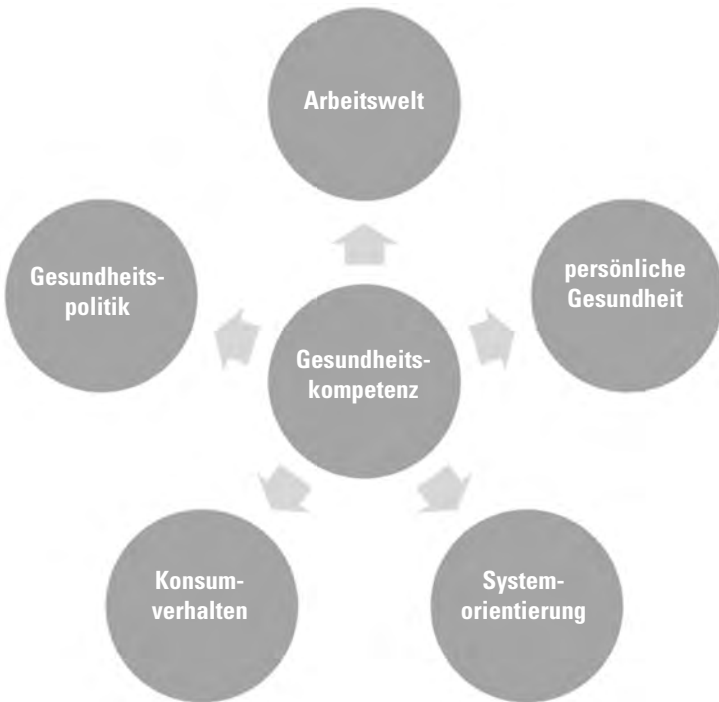 Arbeitswelt
Gesundheits-
politik
persönliche
Gesundheit
Gesundheits-
kompetenz
Konsum-
verhalten
System-
orientierung